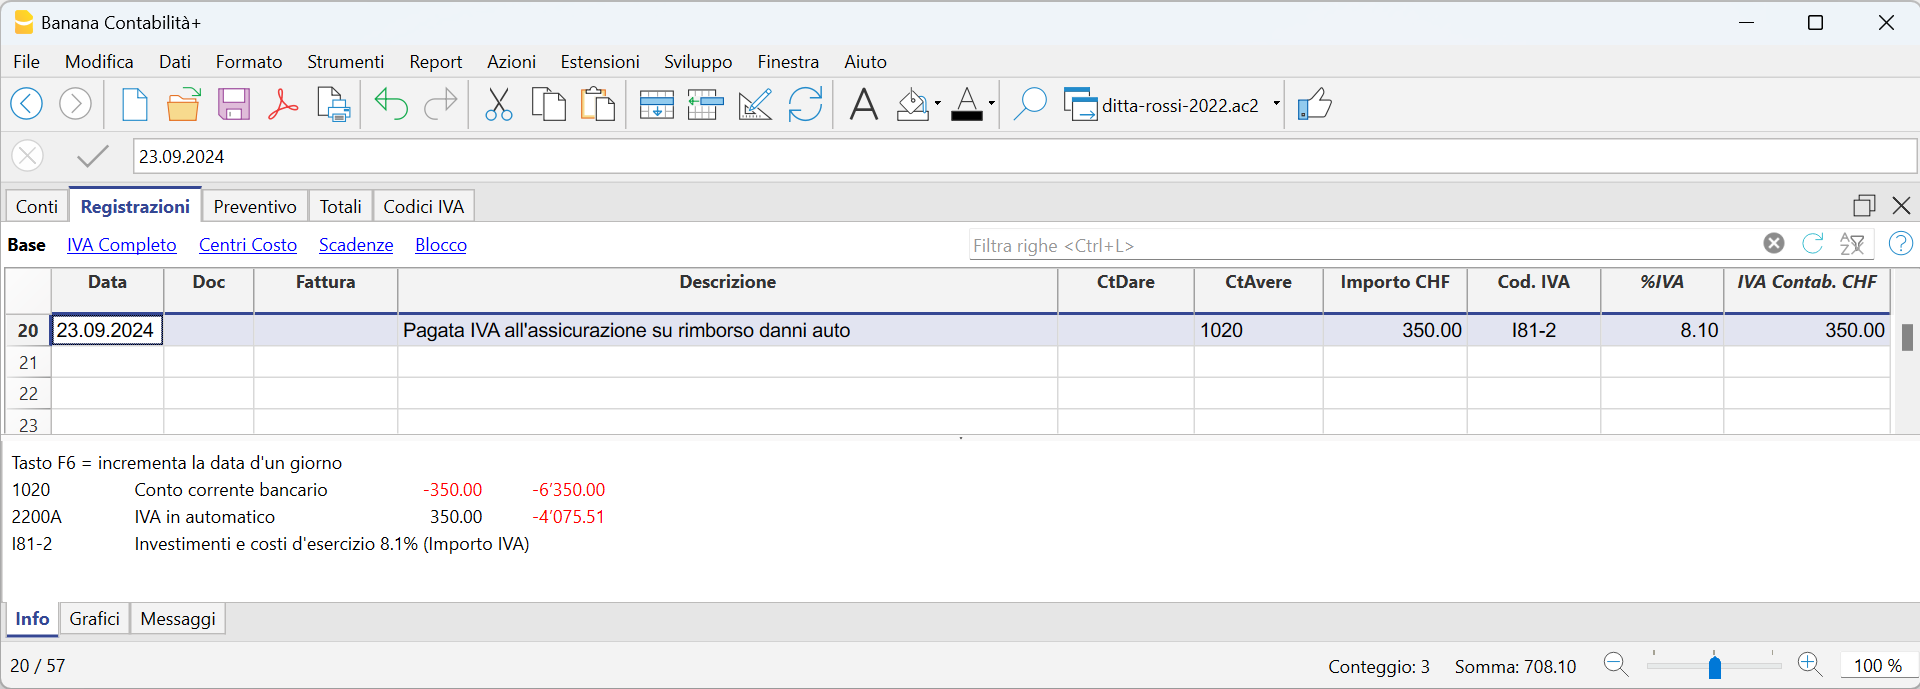 Banana Contabilità+
File Modifica Dati Formato Strumenti Report Azioni Estensioni Sviluppo Finestra Aiuto
ditta-rossi-2022.ac2
23.09.2024
Conti Registrazioni Preventivo Totali Codici IVA
Base IVA Completo Centri Costo Scadenze Blocco Filtra righe <Ctrl+L>
Data Doc Fattura Descrizione CtDare CtAvere Importo CHF Cod. IVA %IVA IVA Contab. CHF
20 23.09.2024 Pagata IVA all'assicurazione su rimborso danni auto 1020 350.00 I81-2 8.10 350.00
21
22
23
Tasto F6 = incrementa la data d'un giorno
1020 Conto corrente bancario -350.00 -6'350.00
2200A IVA in automatico 350.00 -4'075.51
I81-2 Investimenti e costi d'esercizio 8.1% (Importo IVA)
Info Grafici Messaggi
20 / 57 Conteggio: 3 Somma: 708.10 100 %